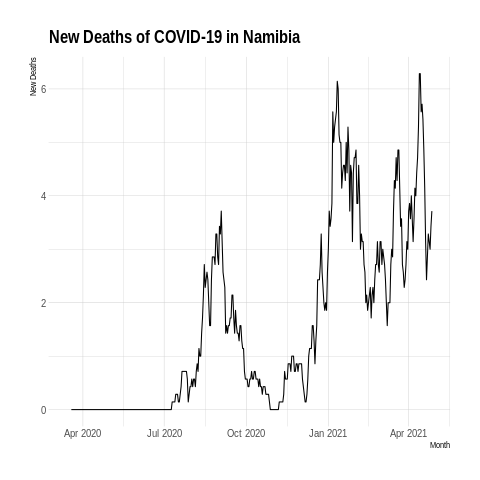 New Deaths of COVID-19 in Namibia
New Deaths
6
4
2
0
Apr 2020 Jul 2020 Oct 2020 Jan 2021 Apr 2021
Month